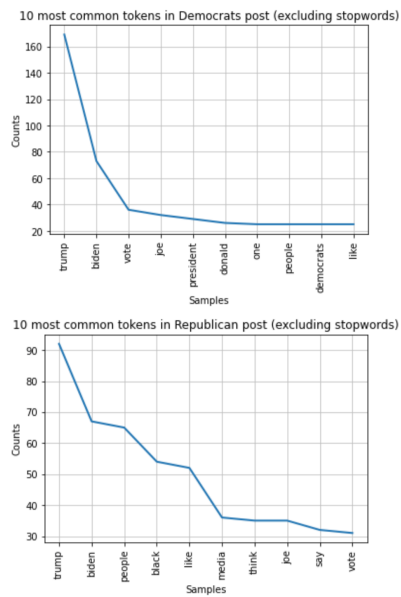 10 most common tokens in Democrats post (excluding stopwords)
160
140
120
100
80
60
40
20
Counts
trump
biden
vote
joe
president
donald
one
people
democrats
like
Samples
10 most common tokens in Republican post (excluding stopwords)
90
80
70
60
50
40
30
Counts
trump
biden
people
black
like
media
think
joe
say
vote
Samples